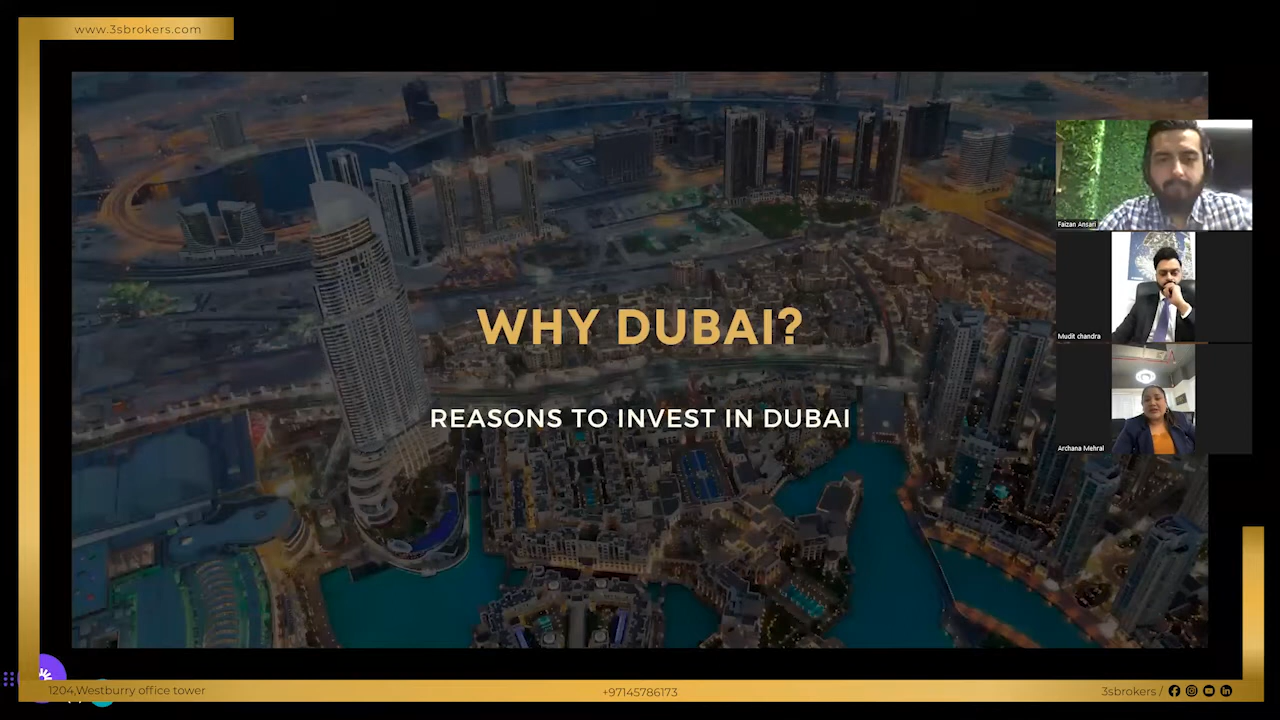 www.3sbrokers.com
WHY DUBAI?
REASONS TO INVEST IN DUBAI
Faizan Ansari
Mudit chandra
Archana Mehral
1204,Westburry office tower
+97145786173
3sbrokers /